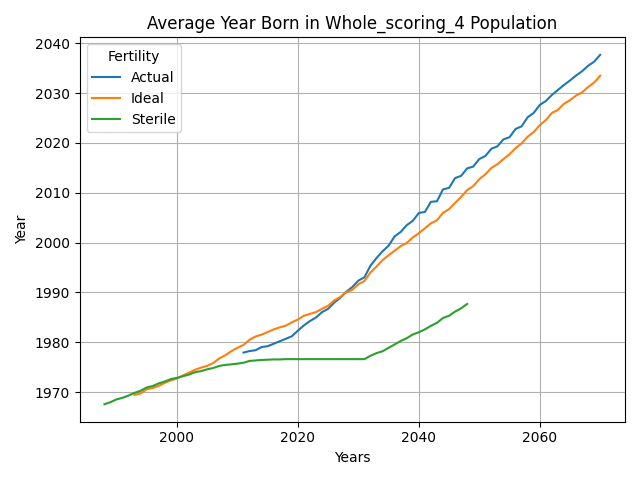 Average Year Born in Whole_scoring_4 Population
Fertility
Actual
Ideal
Sterile
2040
2030
2020
2010
2000
1990
1980
1970
Year
2000
2020
2040
2060
Years